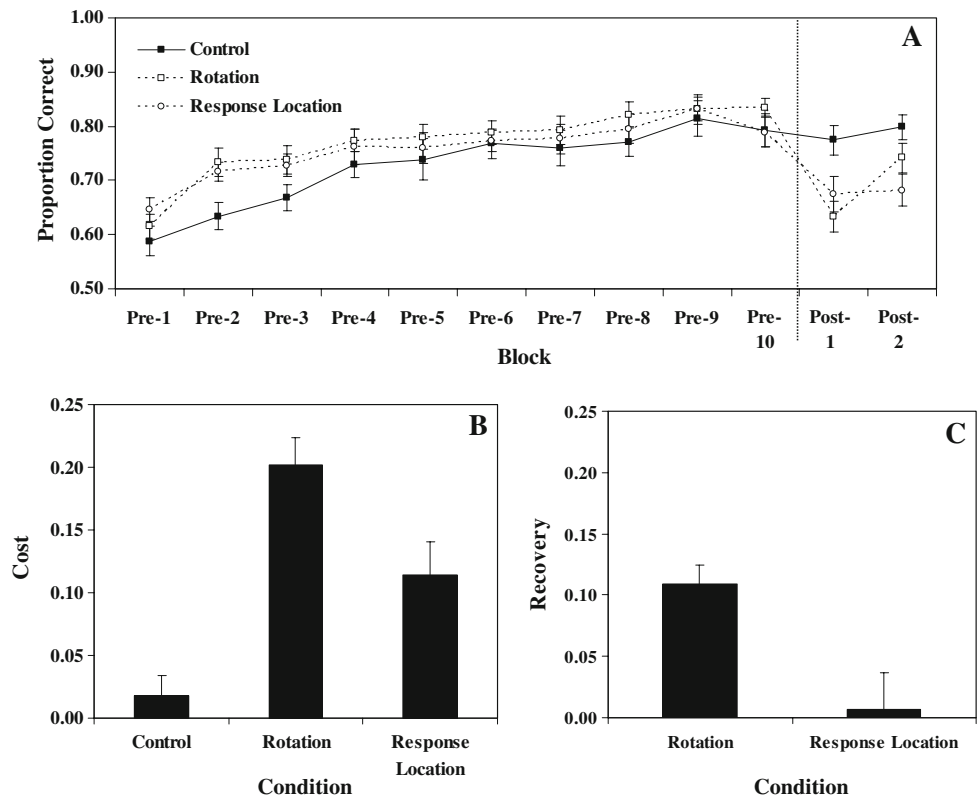 A
Control
Rotation
Response Location
Proportion Correct
1.00
0.90
0.80
0.70
0.60
0.50
Pre-1 Pre-2 Pre-3 Pre-4 Pre-5 Pre-6 Pre-7 Pre-8 Pre-9 Pre- Post- Post-
10 1 2
Block
B
Cost
0.25
0.20
0.15
0.10
0.05
0.00
Control Rotation Response
Location
Condition
C
Recovery
0.25
0.20
0.15
0.10
0.05
0.00
Rotation Response Location
Condition